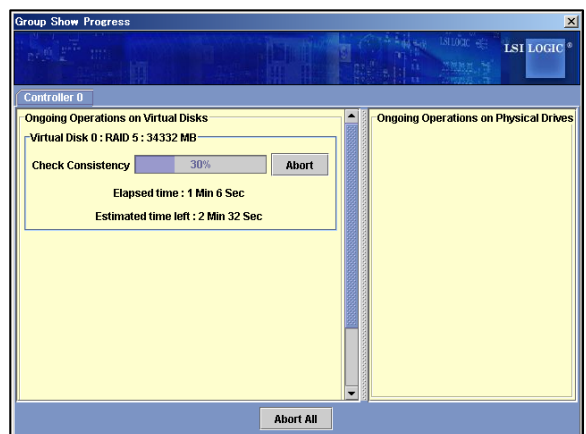 Group Show Progress
LSI LOGIC
LSI LOGIC ®
Controller 0
Ongoing Operations on Virtual Disks
Virtual Disk 0 : RAID 5 : 34332 MB
Check Consistency
30%
Abort
Elapsed time : 1 Min 6 Sec
Estimated time left : 2 Min 32 Sec
Ongoing Operations on Physical Drives
Abort All